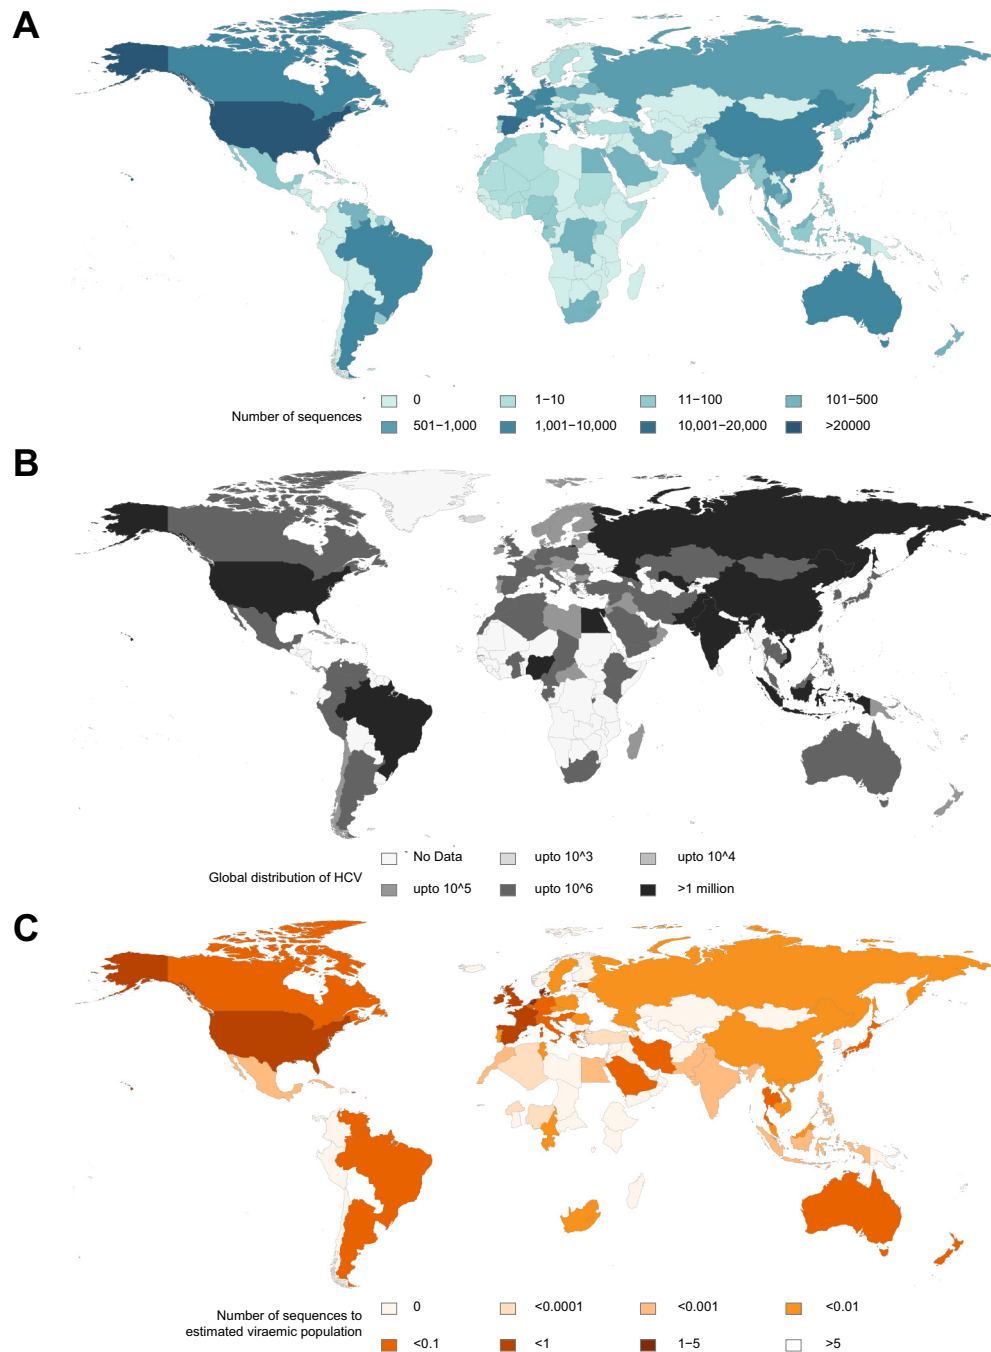 A
Number of sequences
0
1−10
11−100
101−500
501−1,000
1,001−10,000
10,001−20,000
>20000
B
Global distribution of HCV
No Data
upto 10^3
upto 10^4
upto 10^5
upto 10^6
>1 million
C
Number of sequences to
estimated viraemic population
0
<0.0001
<0.001
<0.01
<0.1
<1
1−5
>5